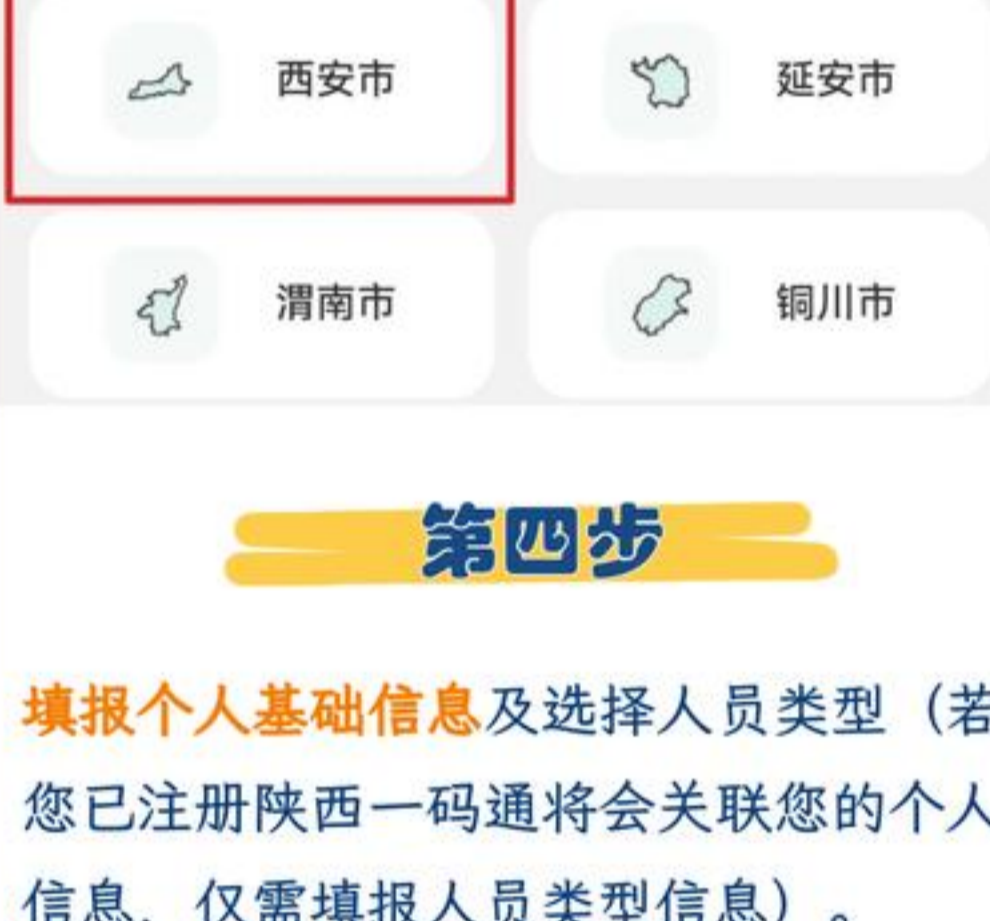 西安市 延安市
渭南市 铜川市
第四步
填报个人基础信息及选择人员类型（若
您已注册陕西一码通将会关联您的个人
信息，仅需填报人员类型信息）。